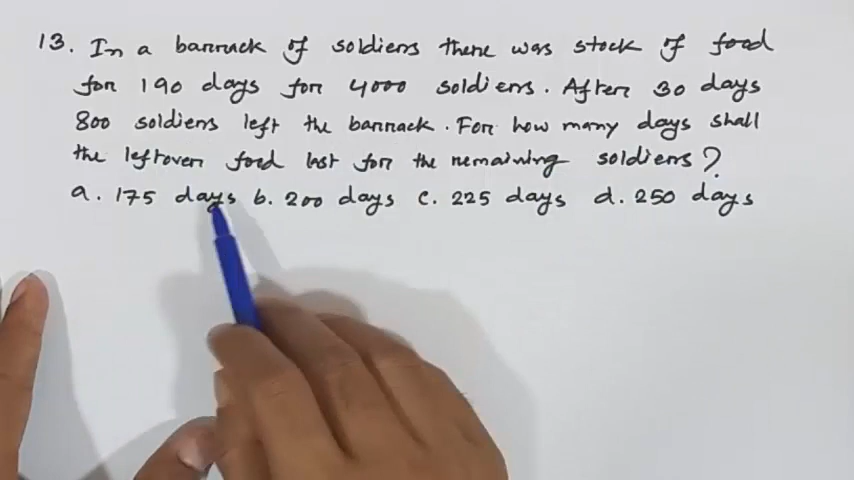 13. In a barrack of soldiers there was stock of food
for 190 days for 4000 soldiers. After 30 days
800 soldiers left the barrack. For how many days shall
the leftover food last for the remaining soldiers?
a. 175 days b. 200 days c. 225 days d. 250 days